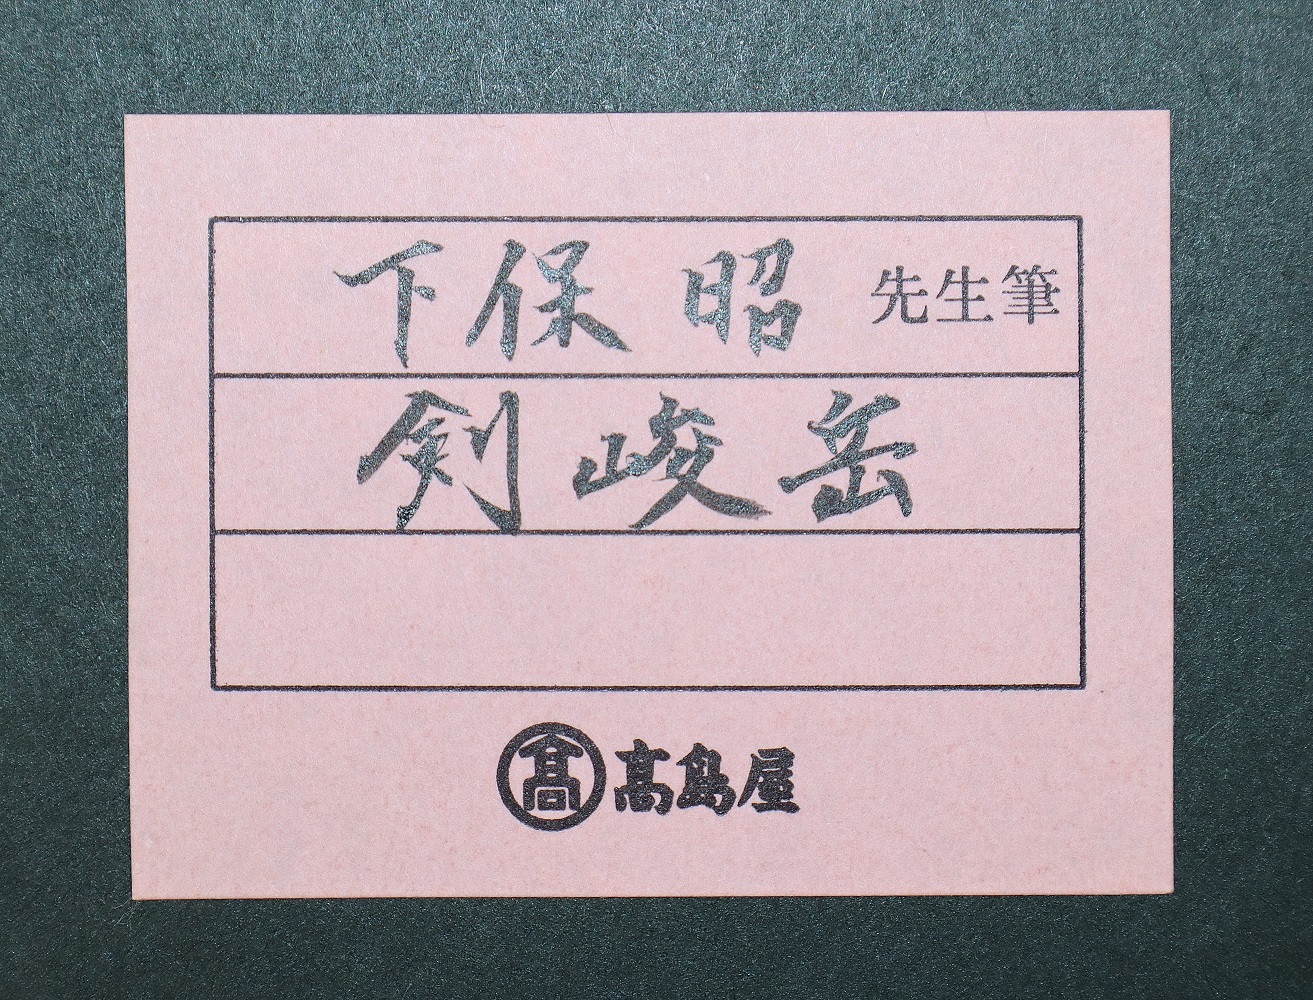 下保 昭 先生筆
剣峻岳
髙 髙島屋